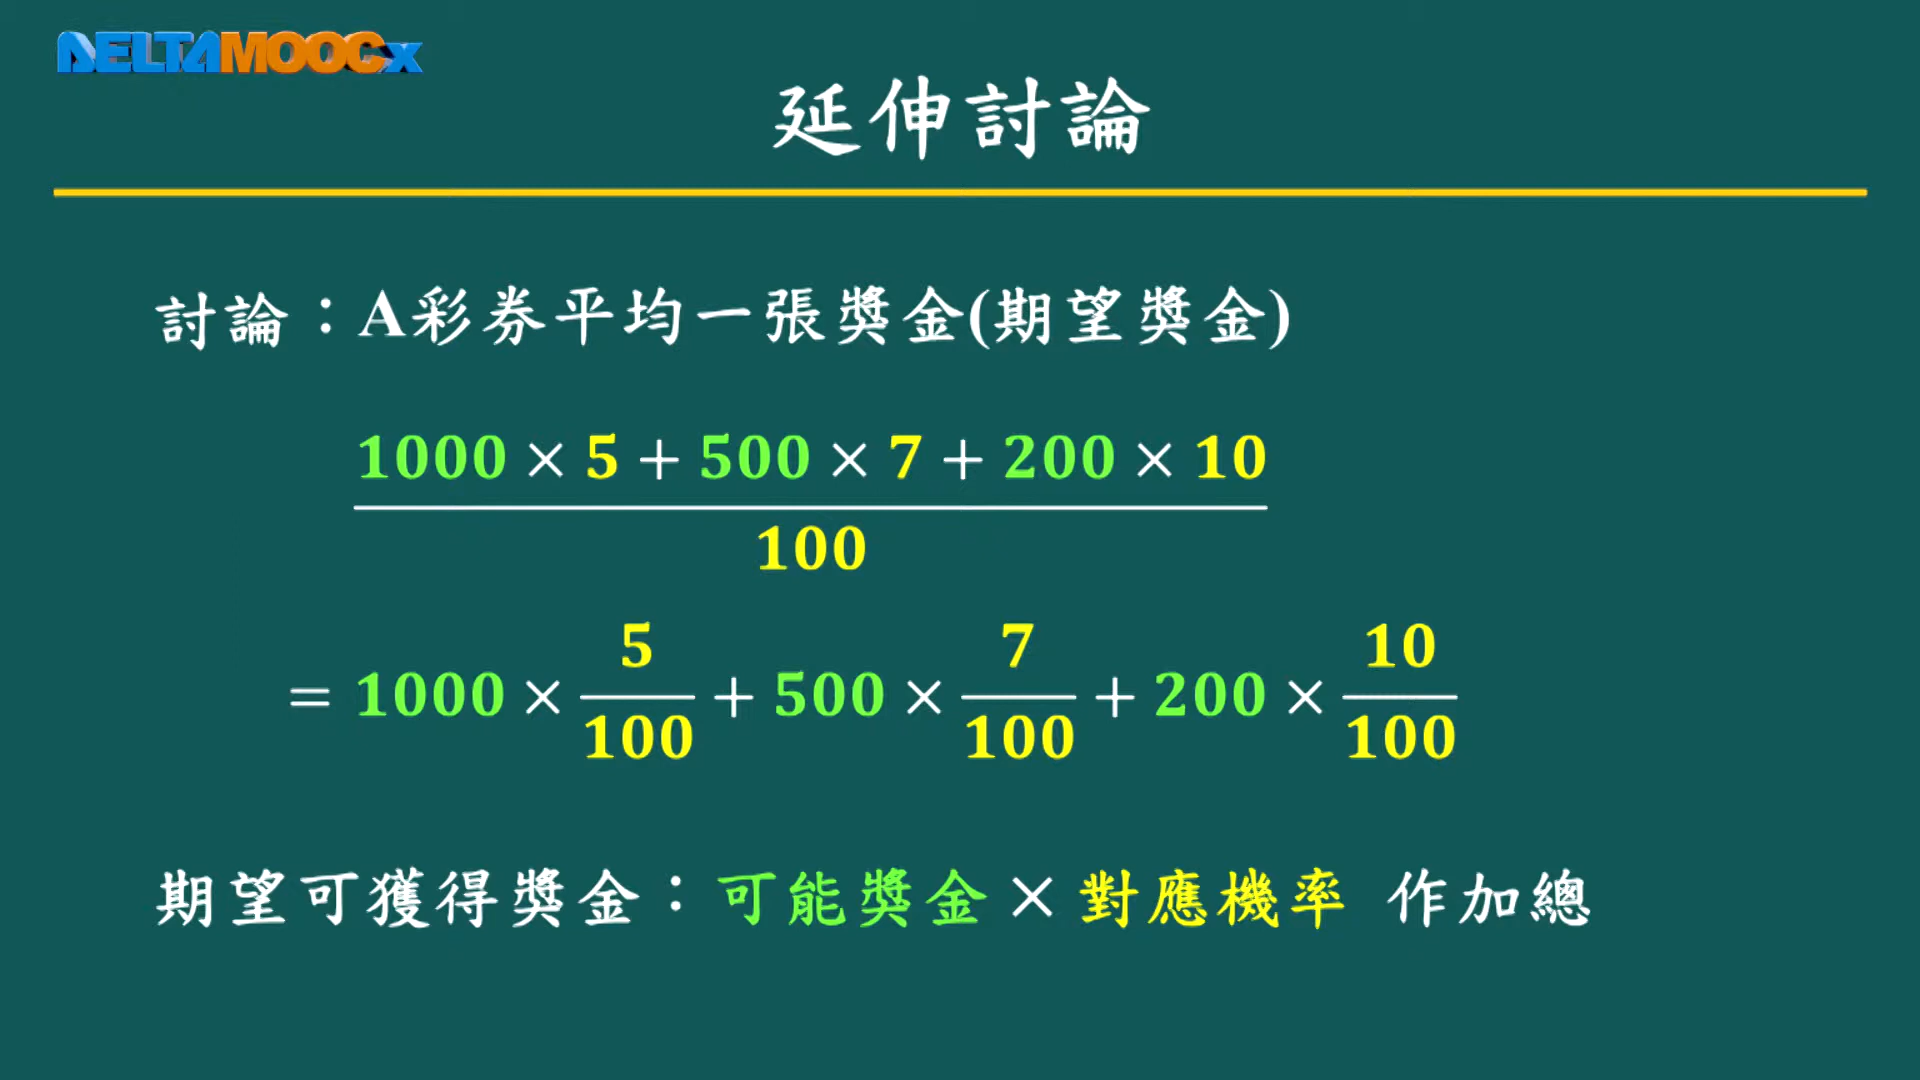 DELTAMOOCx
延伸討論
討論：A彩券平均一張獎金(期望獎金)
1000 × 5 + 500 × 7 + 200 × 10
100
= 1000 × 5/100 + 500 × 7/100 + 200 × 10/100
期望可獲得獎金：可能獎金 × 對應機率 作加總